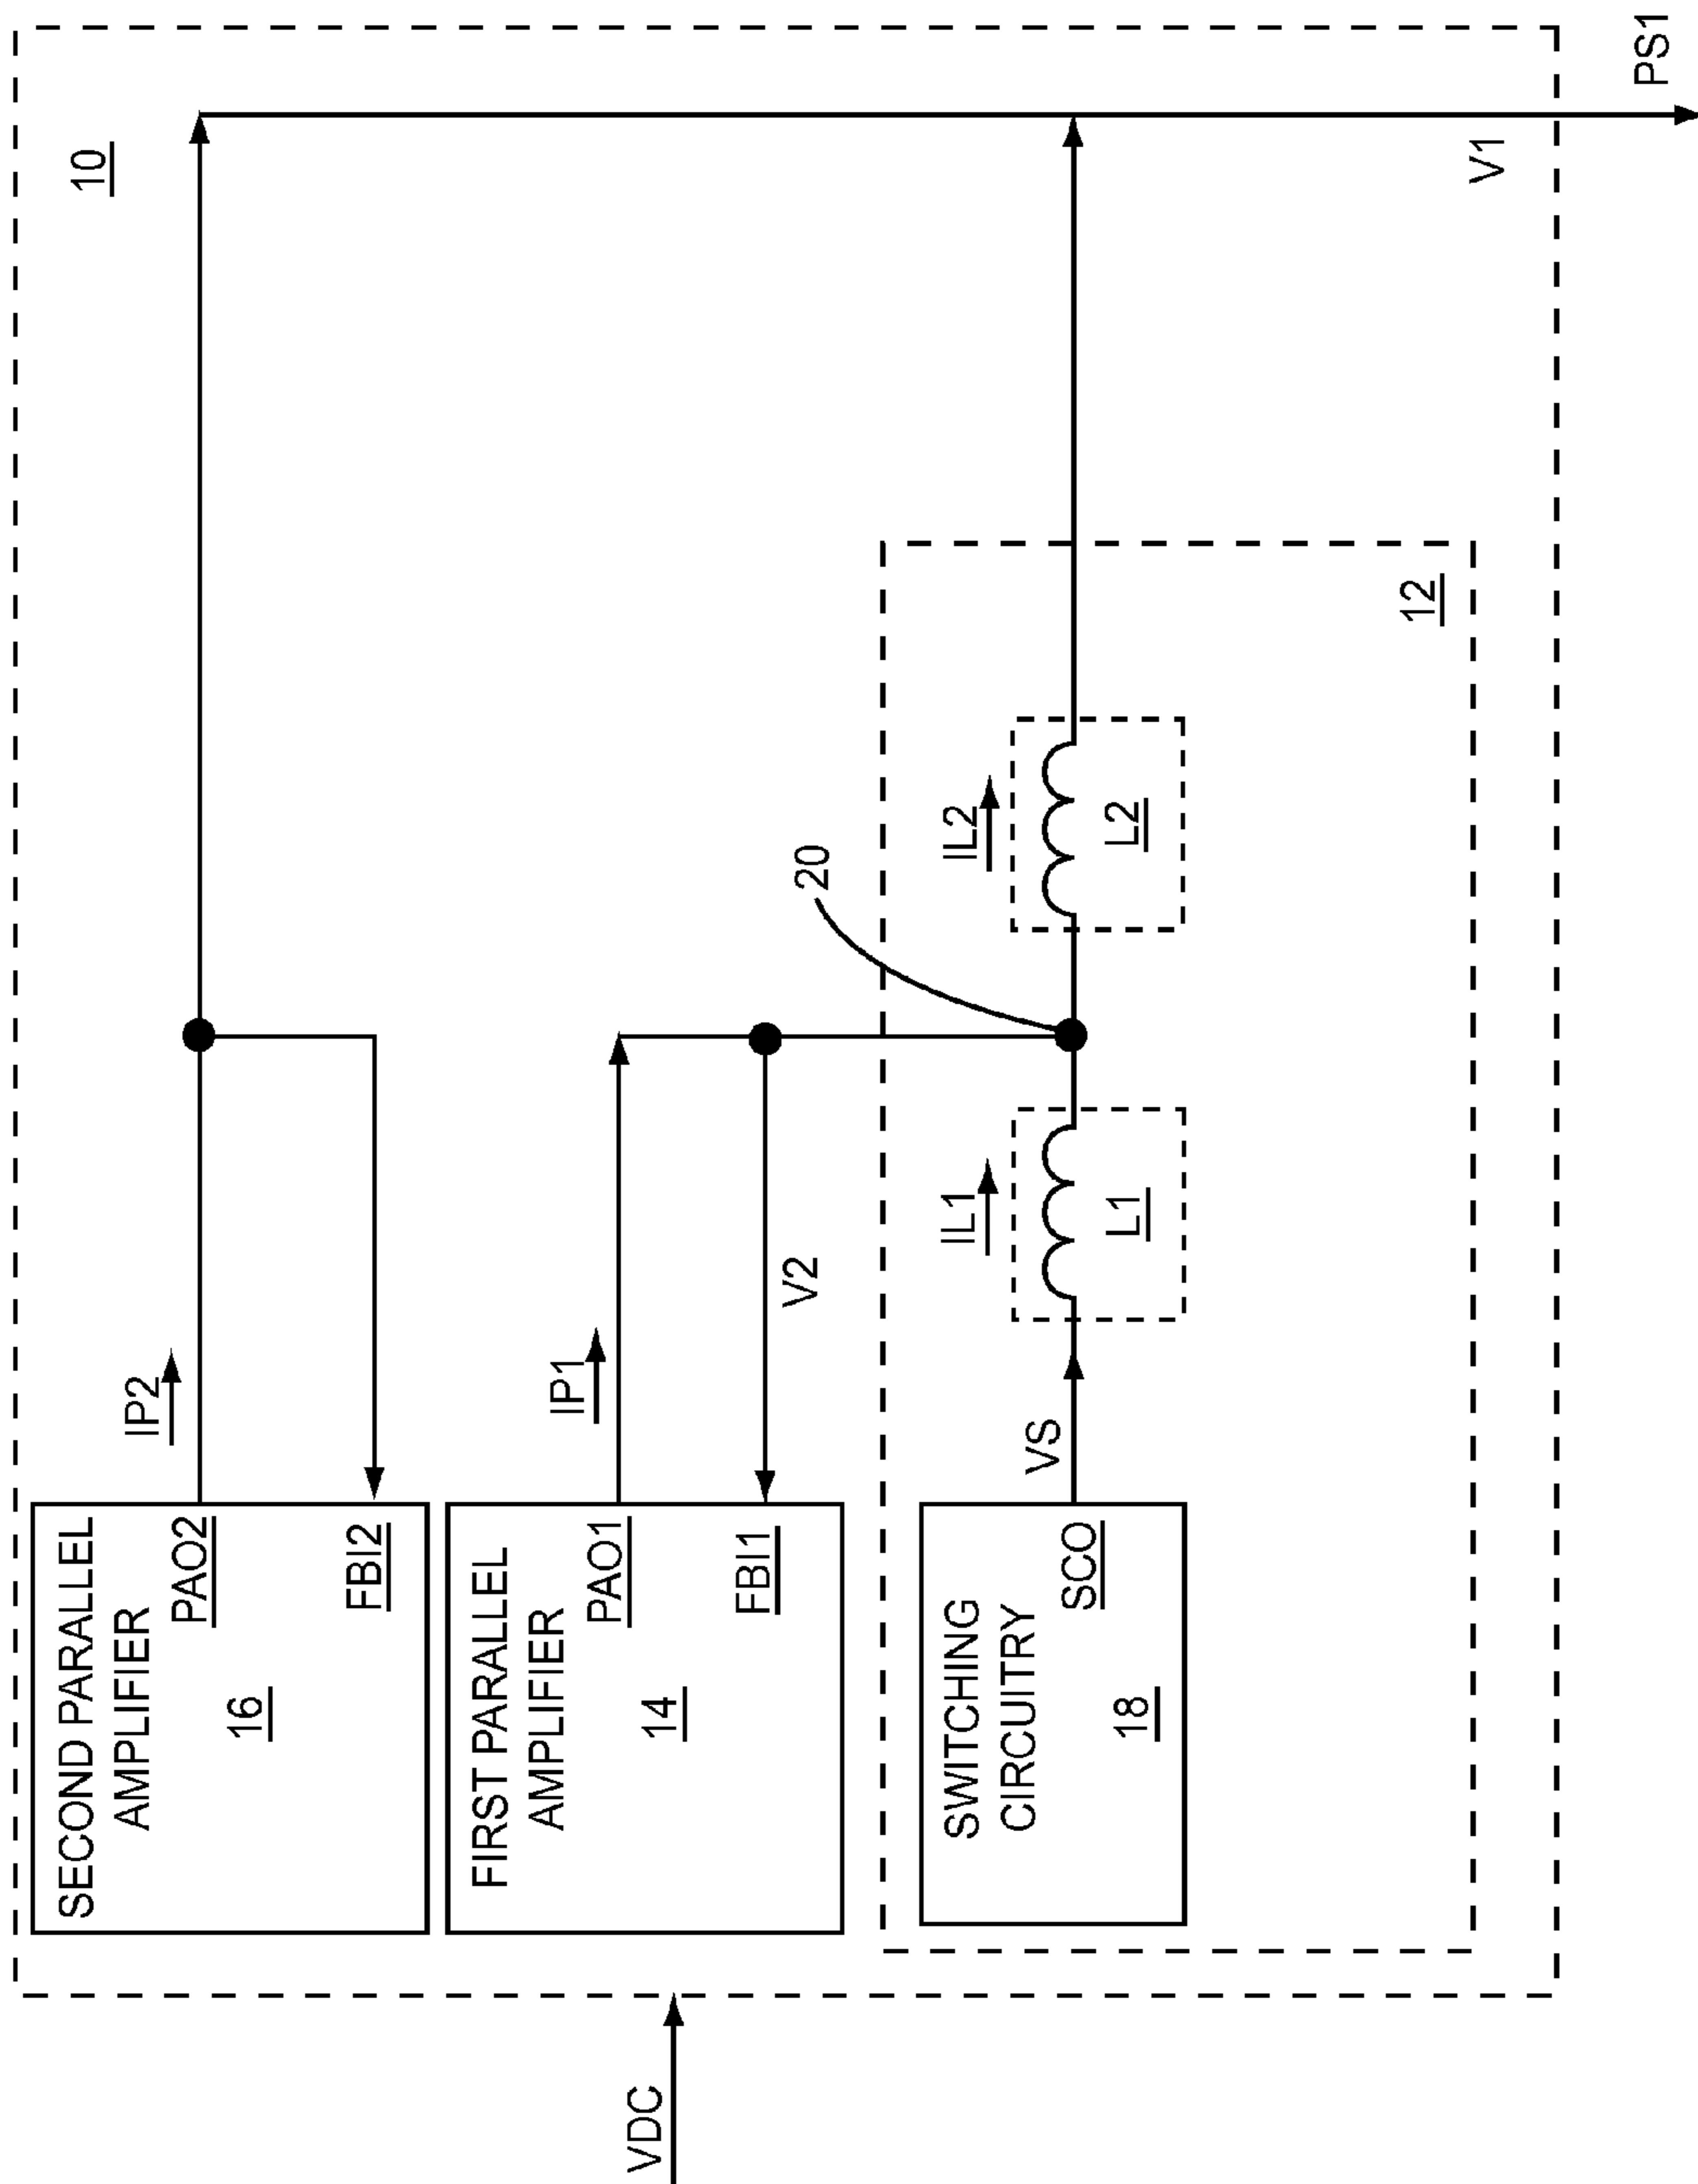 10
SECOND PARALLEL
AMPLIFIER
16
PAO2
FBI2
IP2
FIRST PARALLEL
AMPLIFIER
14
PAO1
FBI1
IP1
V2
20
VDC
SWITCHING
CIRCUITRY
18
SCO
VS
IL1
L1
IL2
L2
12
V1
PS1